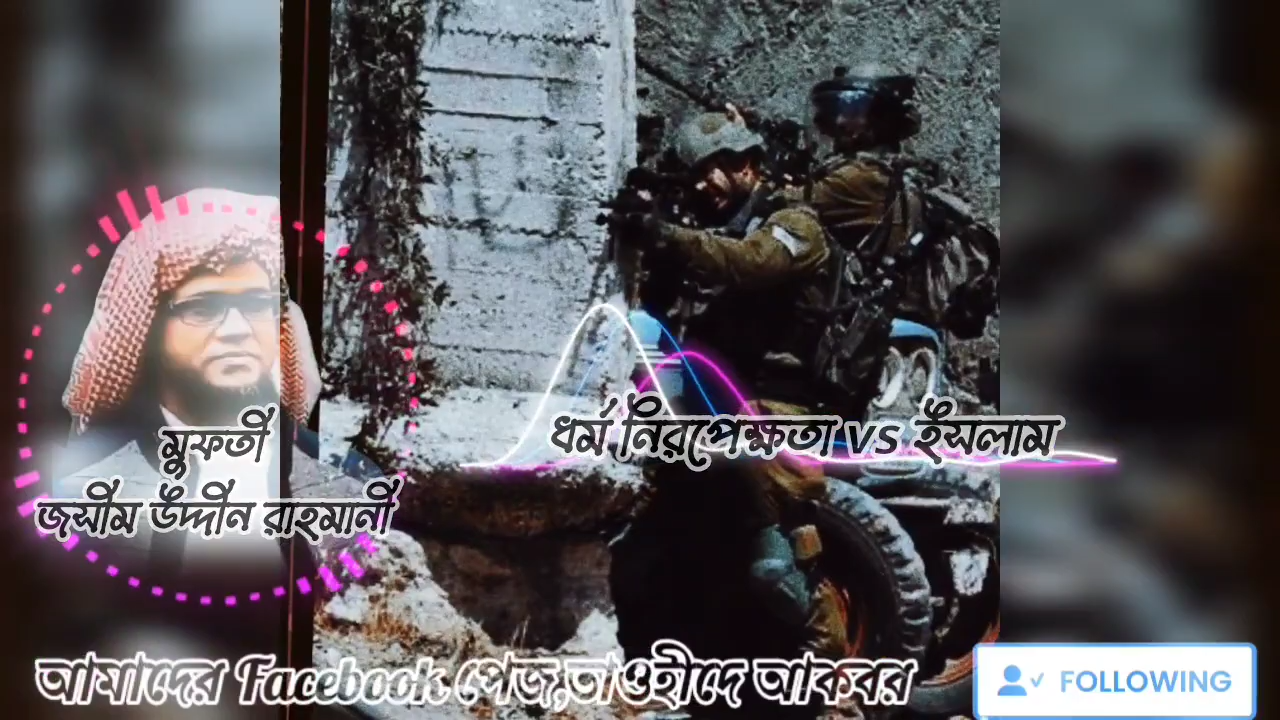 ধর্ম নিরপেক্ষতা vs ইসলাম
মুফতী
জসীম উদ্দীন রাহমানী
আমাদের Facebook পেজ,তাওহীদে আকবর
FOLLOWING